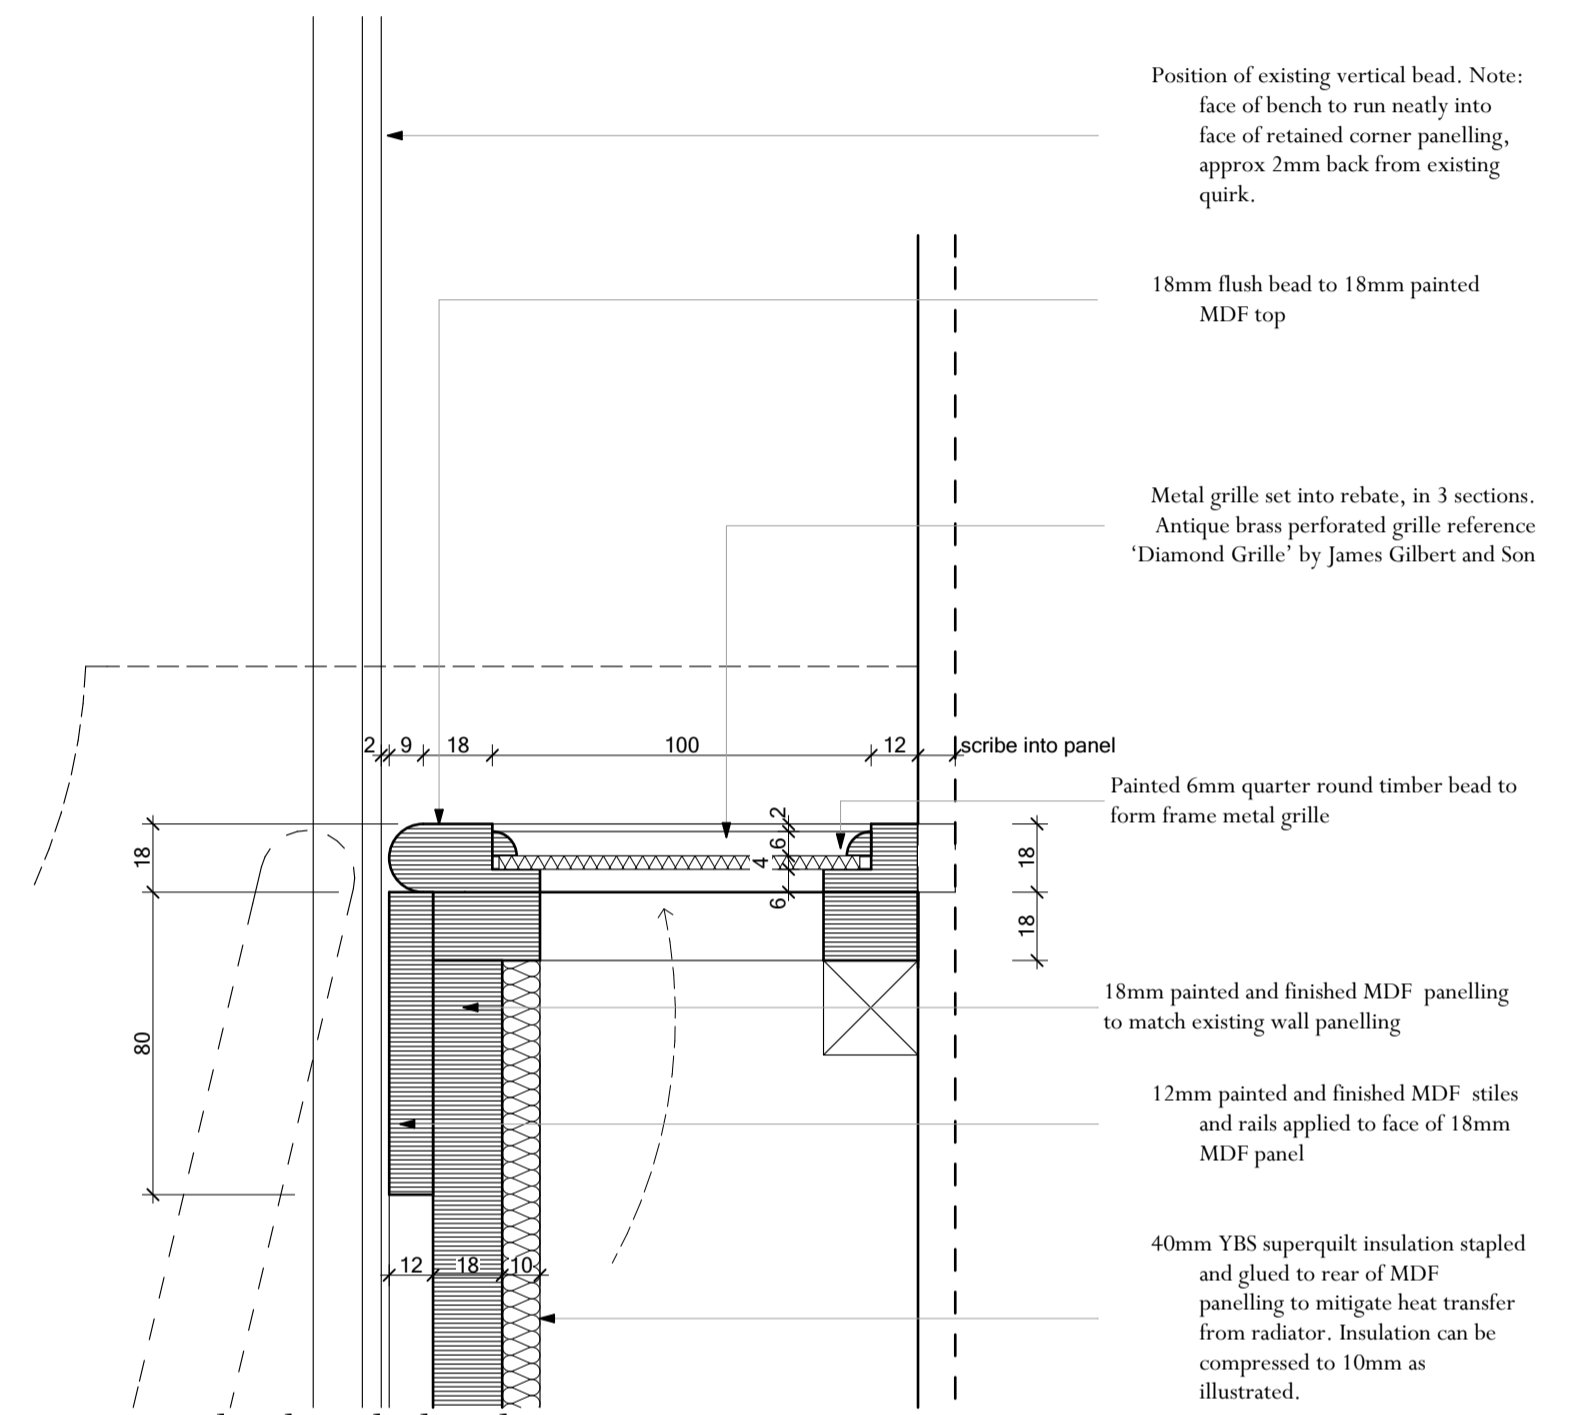 Position of existing vertical bead. Note:
face of bench to run neatly into
face of retained corner panelling,
approx 2mm back from existing
quirk.
18mm flush bead to 18mm painted
MDF top
Metal grille set into rebate, in 3 sections.
Antique brass perforated grille reference
‘Diamond Grille’ by James Gilbert and Son
2 9 18 100 12 scribe into panel
Painted 6mm quarter round timber bead to
form frame metal grille
2
6
4
6
18
80
18
18
18mm painted and finished MDF panelling
to match existing wall panelling
12mm painted and finished MDF stiles
and rails applied to face of 18mm
MDF panel
12 18 10
40mm YBS superquilt insulation stapled
and glued to rear of MDF
panelling to mitigate heat transfer
from radiator. Insulation can be
compressed to 10mm as
illustrated.